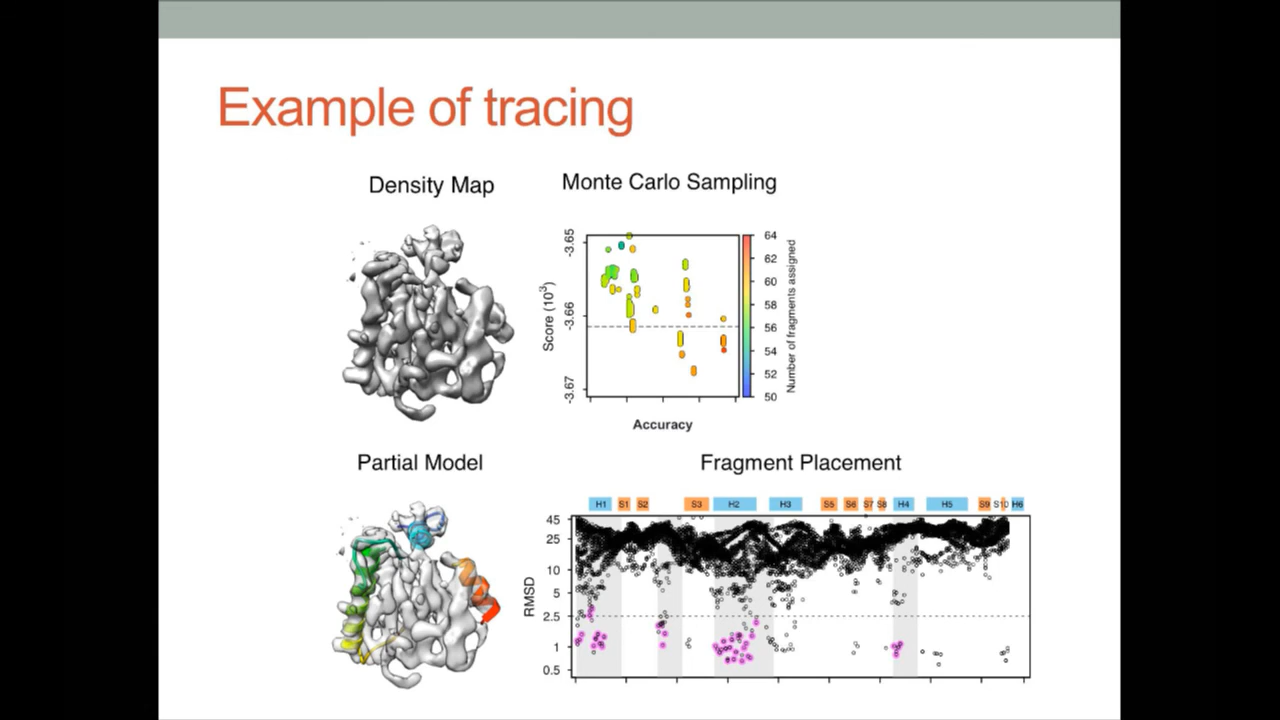 Example of tracing
Density Map
Monte Carlo Sampling
-3.65
-3.66
-3.67
Score (10³)
Accuracy
64
62
60
58
56
54
52
50
Number of fragments assigned
Partial Model
Fragment Placement
H1 S1 S2 S3 H2 H3 S5 S6 S7 S8 H4 H5 S9 S10 H6
45
25
10
5
2.5
1
0.5
RMSD